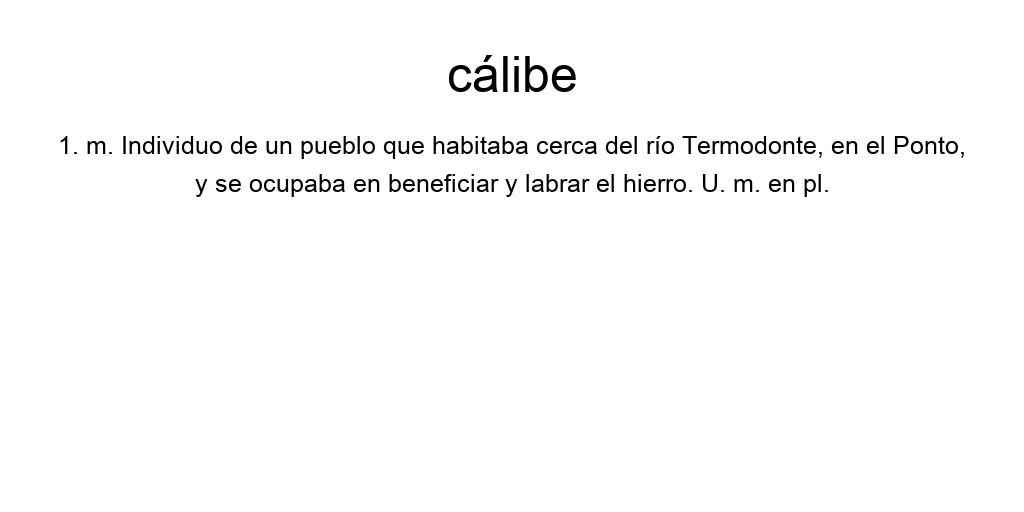 cálibe
1. m. Individuo de un pueblo que habitaba cerca del río Termodonte, en el Ponto,
y se ocupaba en beneficiar y labrar el hierro. U. m. en pl.